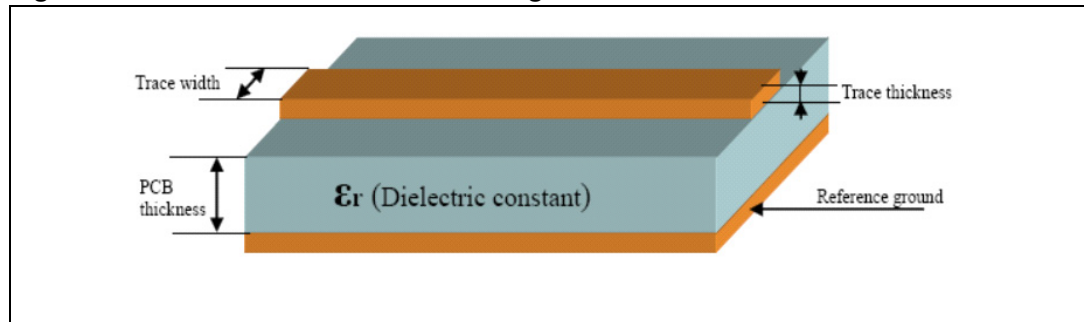 Trace width
Trace thickness
PCB
thickness
εr (Dielectric constant)
Reference ground